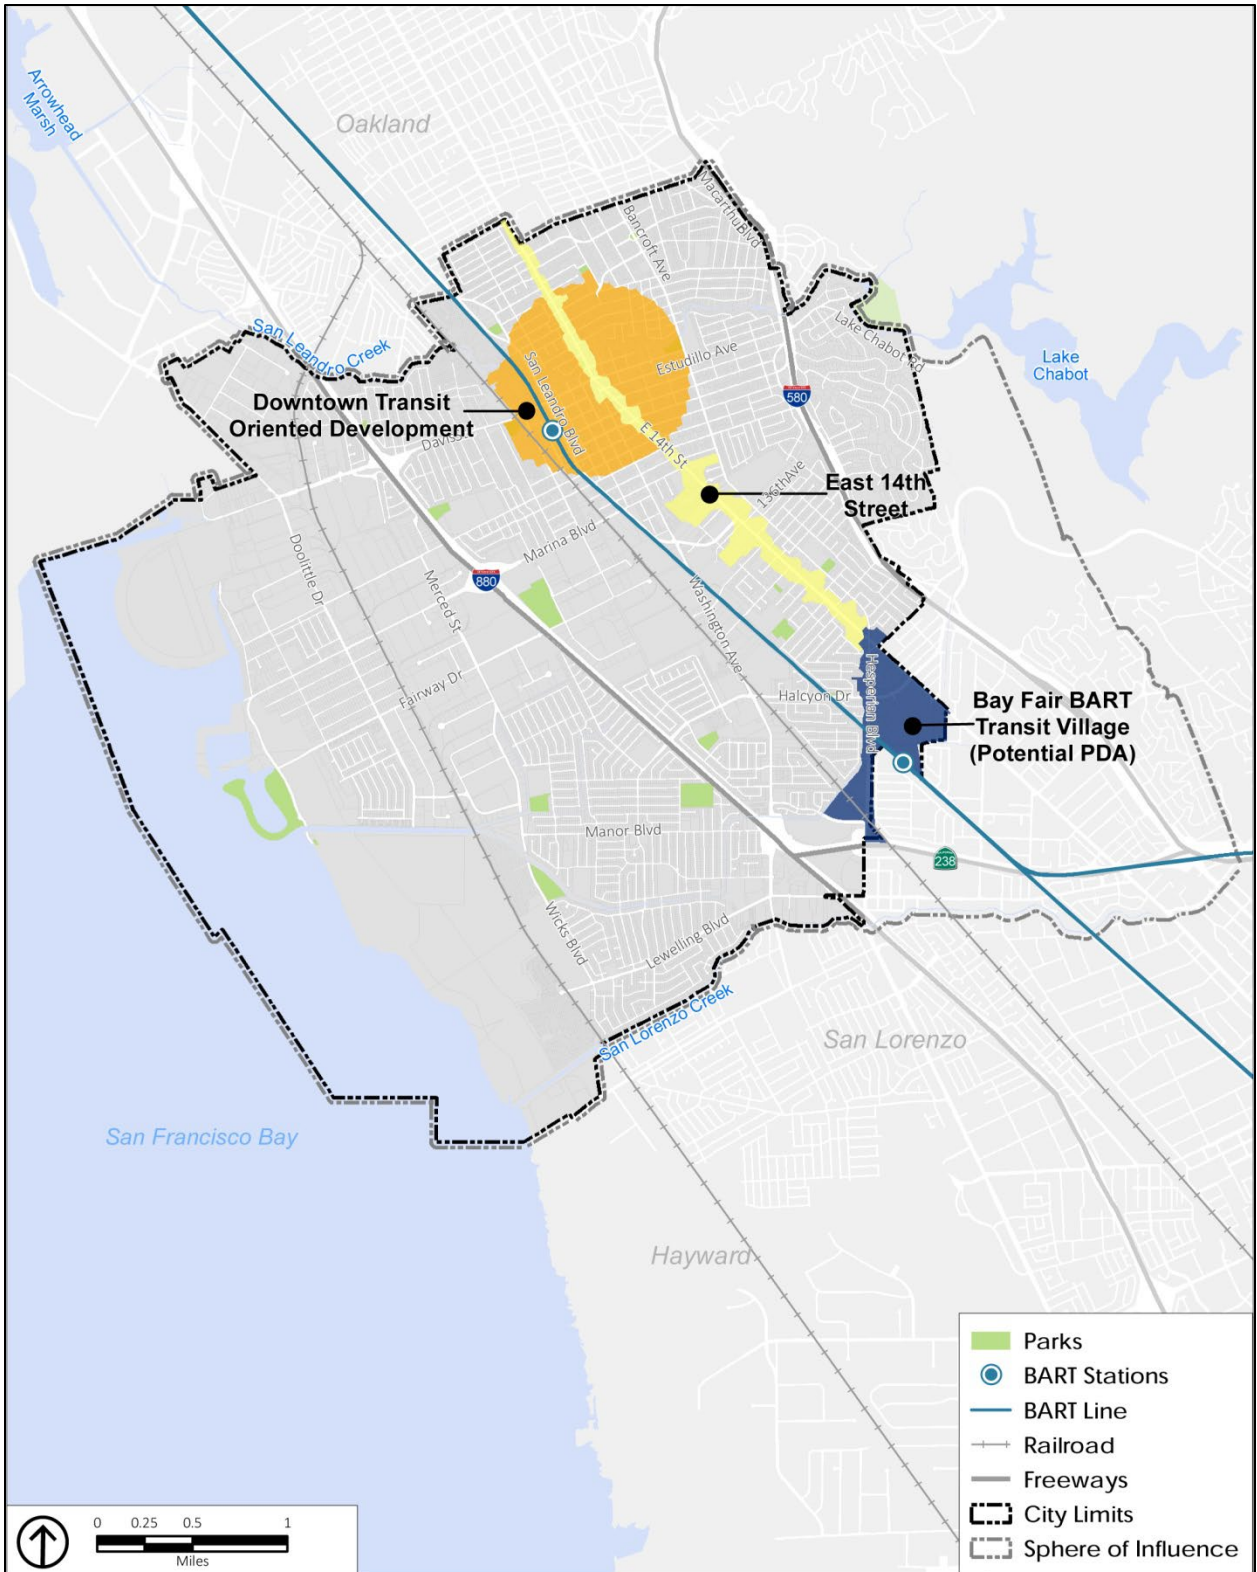 Arrowhead
Marsh
Oakland
Macarthur Blvd
Bancroft Ave
San Leandro Creek
Lake Chabot Rd
Lake
Chabot
Estudillo Ave
San Leandro Blvd
580
Downtown Transit
Oriented Development
Davis
E 14th St
136th Ave
East 14th
Street
Marina Blvd
Doolittle Dr
880
Merced St
Washington Ave
Fairway Dr
Halcyon Dr
Hesperian Blvd
Bay Fair BART
Transit Village
(Potential PDA)
Manor Blvd
238
Wicks Blvd
Lewelling Blvd
San Lorenzo Creek
San Lorenzo
San Francisco Bay
Hayward
Parks
BART Stations
BART Line
Railroad
Freeways
City Limits
Sphere of Influence
0 0.25 0.5 1
Miles